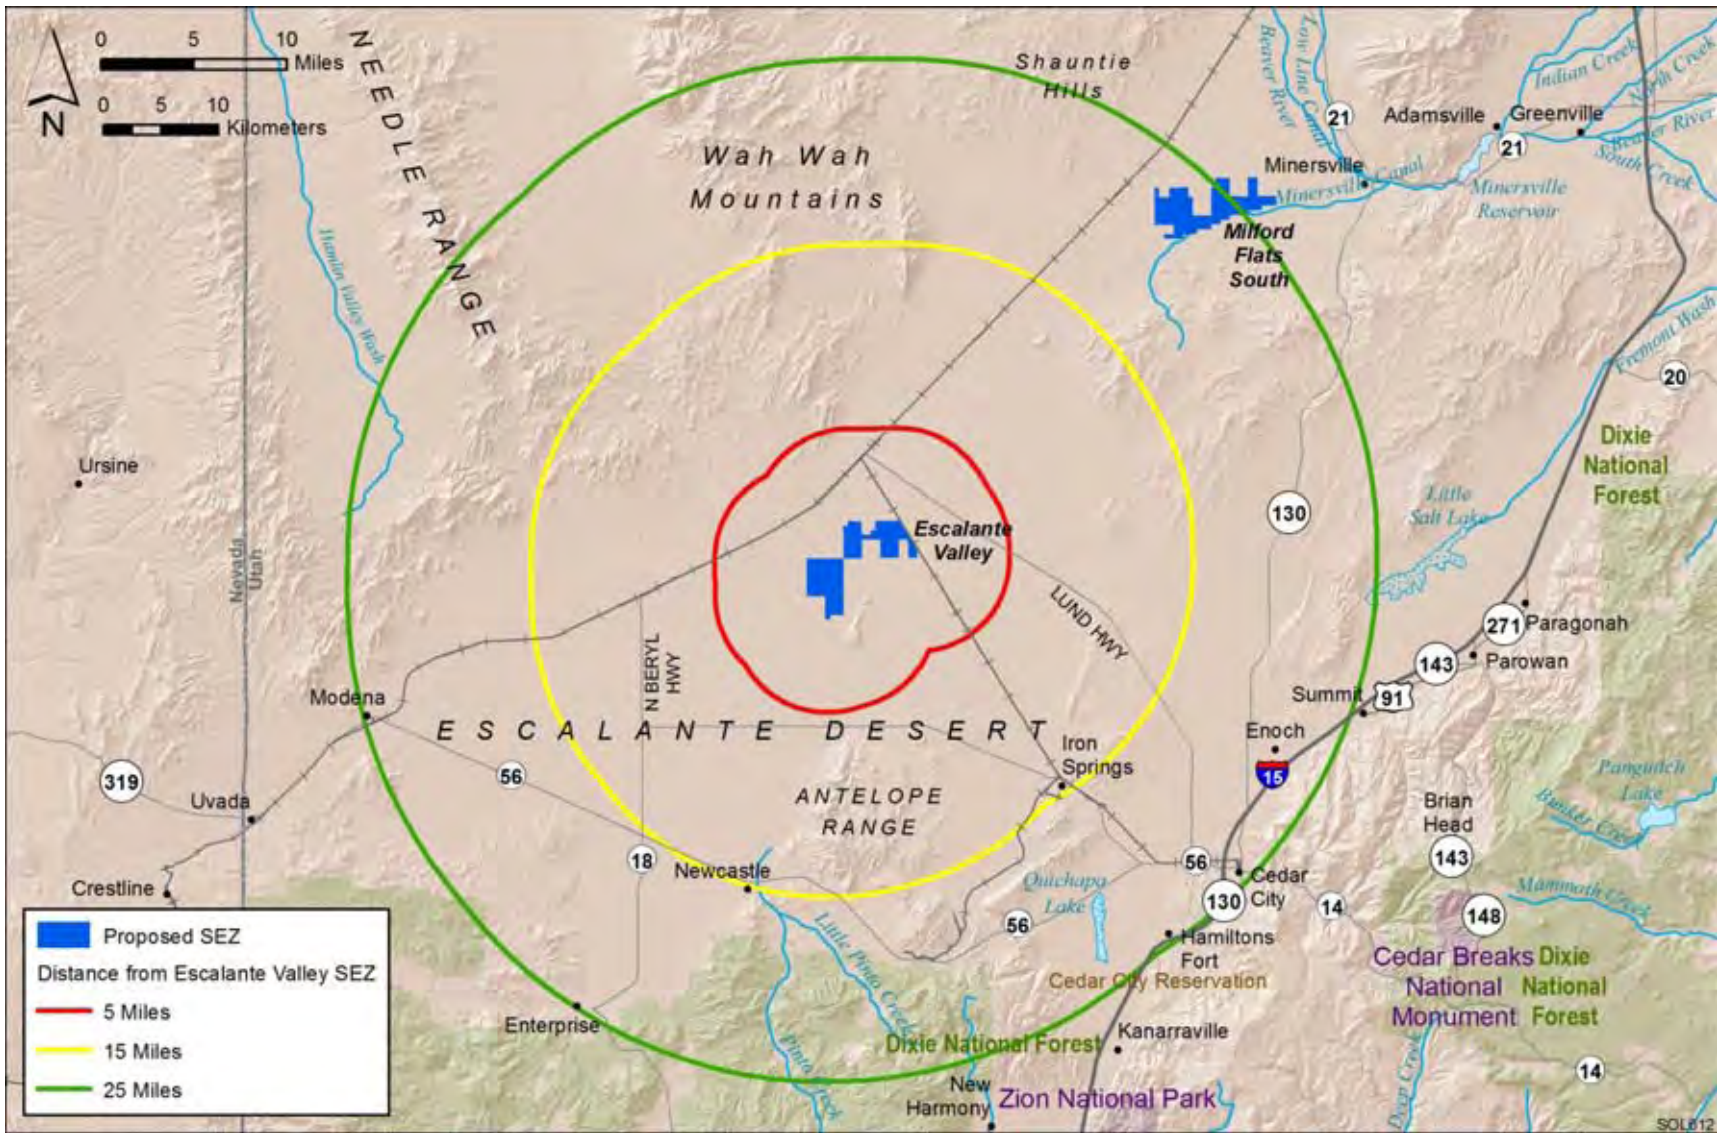 0 5 10
Miles
0 5 10
Kilometers
N
NEEDLE RANGE
Shauntie
Hills
Wah Wah
Mountains
Beaver River
Low Line Canal
Indian Creek
North Creek
Beaver River
South Creek
21
Adamsville
Greenville
21
Minersville
Minersville Canal
Minersville
Reservoir
Milford
Flats
South
Hamlin Valley Wash
Fremont Wash
20
Dixie
National
Forest
Ursine
Little
Salt Lake
130
Nevada
Utah
Escalante
Valley
LUND HWY
N BERYL
HWY
271
Paragonah
143
Parowan
Summit
91
Modena
ESCALANTE DESERT
Enoch
Iron
Springs
15
319
56
Uvada
ANTELOPE
RANGE
Panguitch
Lake
Bunker Creek
Brian
Head
143
18
Newcastle
56
Cedar
City
Crestline
Quichapa
Lake
130
14
Mammoth Creek
148
56
Hamiltons
Fort
Little Pinto Creek
Cedar City Reservation
Cedar Breaks
National
Monument
Dixie
National
Forest
Enterprise
Dixie National Forest
Kanarraville
Pinto Creek
New
Harmony
Zion National Park
Deep Creek
14
Proposed SEZ
Distance from Escalante Valley SEZ
5 Miles
15 Miles
25 Miles
SOL612